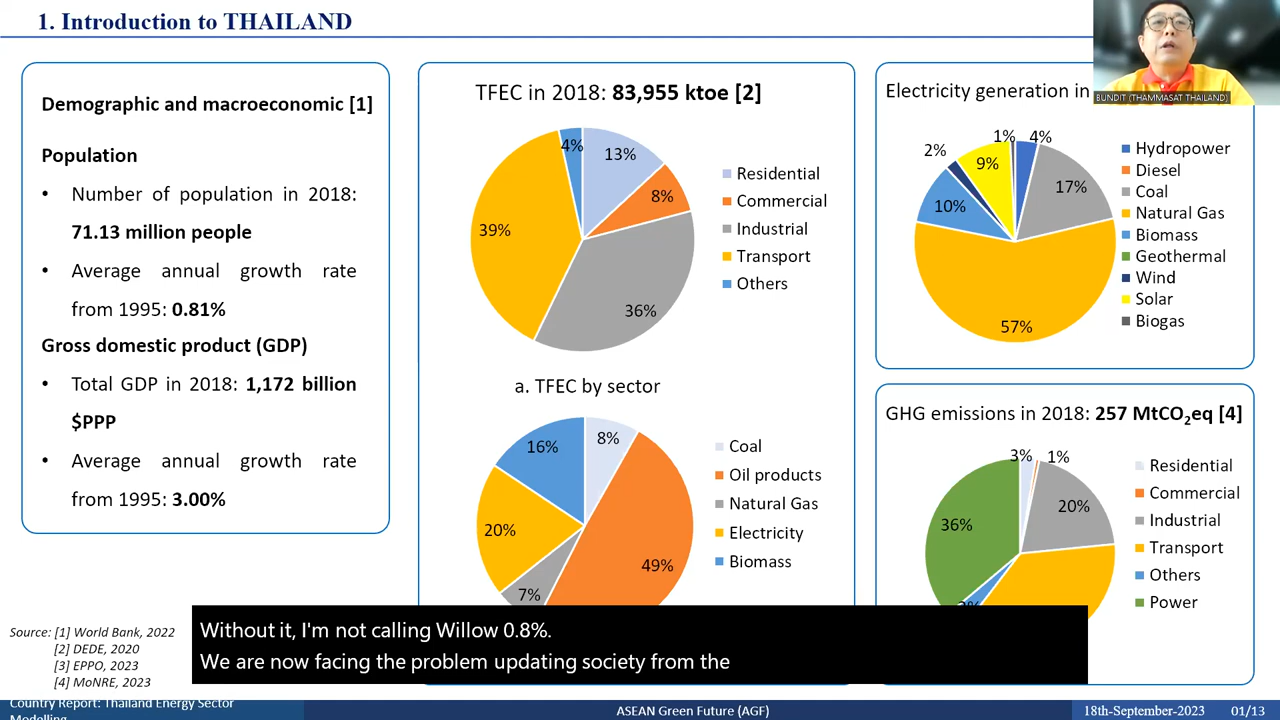 1. Introduction to THAILAND
BUNDIT (THAMMASAT THAILAND)
Demographic and macroeconomic [1]
Population
• Number of population in 2018:
71.13 million people
• Average annual growth rate
from 1995: 0.81%
Gross domestic product (GDP)
• Total GDP in 2018: 1,172 billion
$PPP
• Average annual growth rate
from 1995: 3.00%
TFEC in 2018: 83,955 ktoe [2]
4%
13%
8%
39%
36%
Residential
Commercial
Industrial
Transport
Others
a. TFEC by sector
16%
8%
20%
49%
7%
Coal
Oil products
Natural Gas
Electricity
Biomass
Electricity generation in
1%
4%
2%
9%
17%
10%
57%
Hydropower
Diesel
Coal
Natural Gas
Biomass
Geothermal
Wind
Solar
Biogas
GHG emissions in 2018: 257 MtCO2eq [4]
3%
1%
20%
36%
Residential
Commercial
Industrial
Transport
Others
Power
Without it, I'm not calling Willow 0.8%.
We are now facing the problem updating society from the
Source: [1] World Bank, 2022
[2] DEDE, 2020
[3] EPPO, 2023
[4] MoNRE, 2023
Country Report: Thailand Energy Sector
Modelling
ASEAN Green Future (AGF)
18th-September-2023
01/13